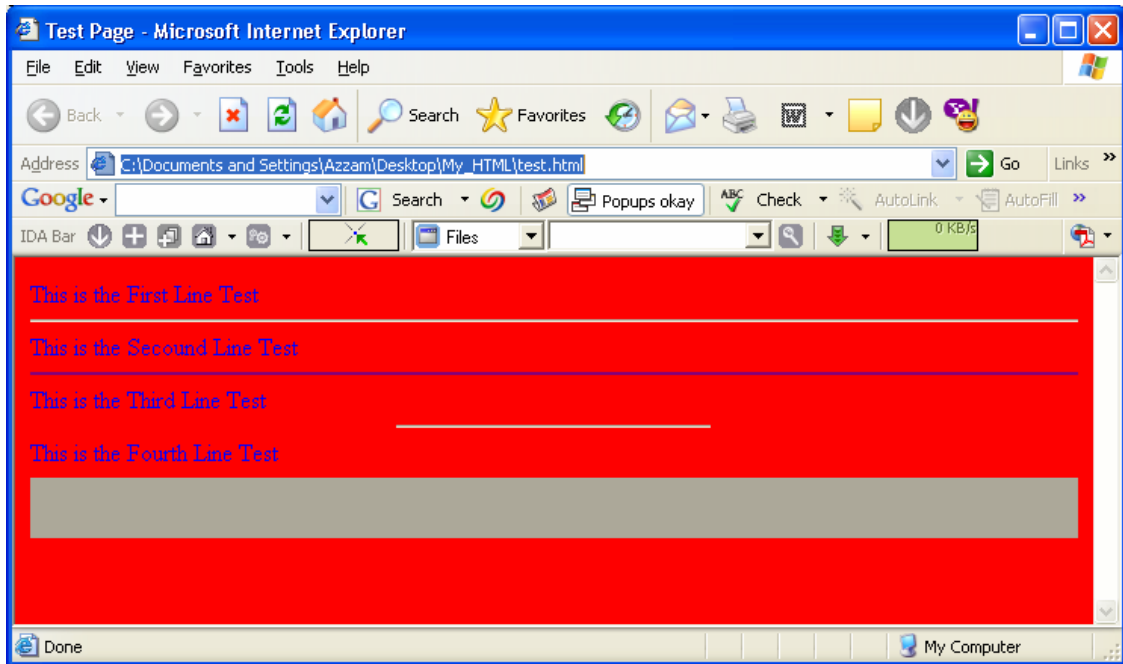 Test Page - Microsoft Internet Explorer
File Edit View Favorites Tools Help
Back Search Favorites
Address C:\Documents and Settings\Azzam\Desktop\My_HTML\test.html Go Links »
Google Search Popups okay ABC Check AutoLink AutoFill »
IDA Bar Files 0 KB/s
This is the First Line Test
This is the Secound Line Test
This is the Third Line Test
This is the Fourth Line Test
Done My Computer